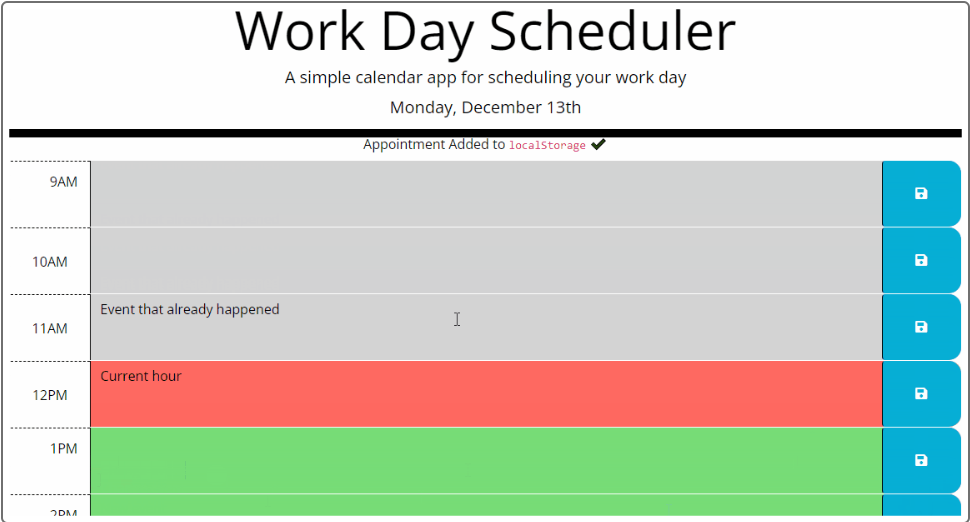 Work Day Scheduler
A simple calendar app for scheduling your work day
Monday, December 13th
Appointment Added to localStorage ✔
9AM
10AM
11AM
Event that already happened
12PM
Current hour
1PM
2PM